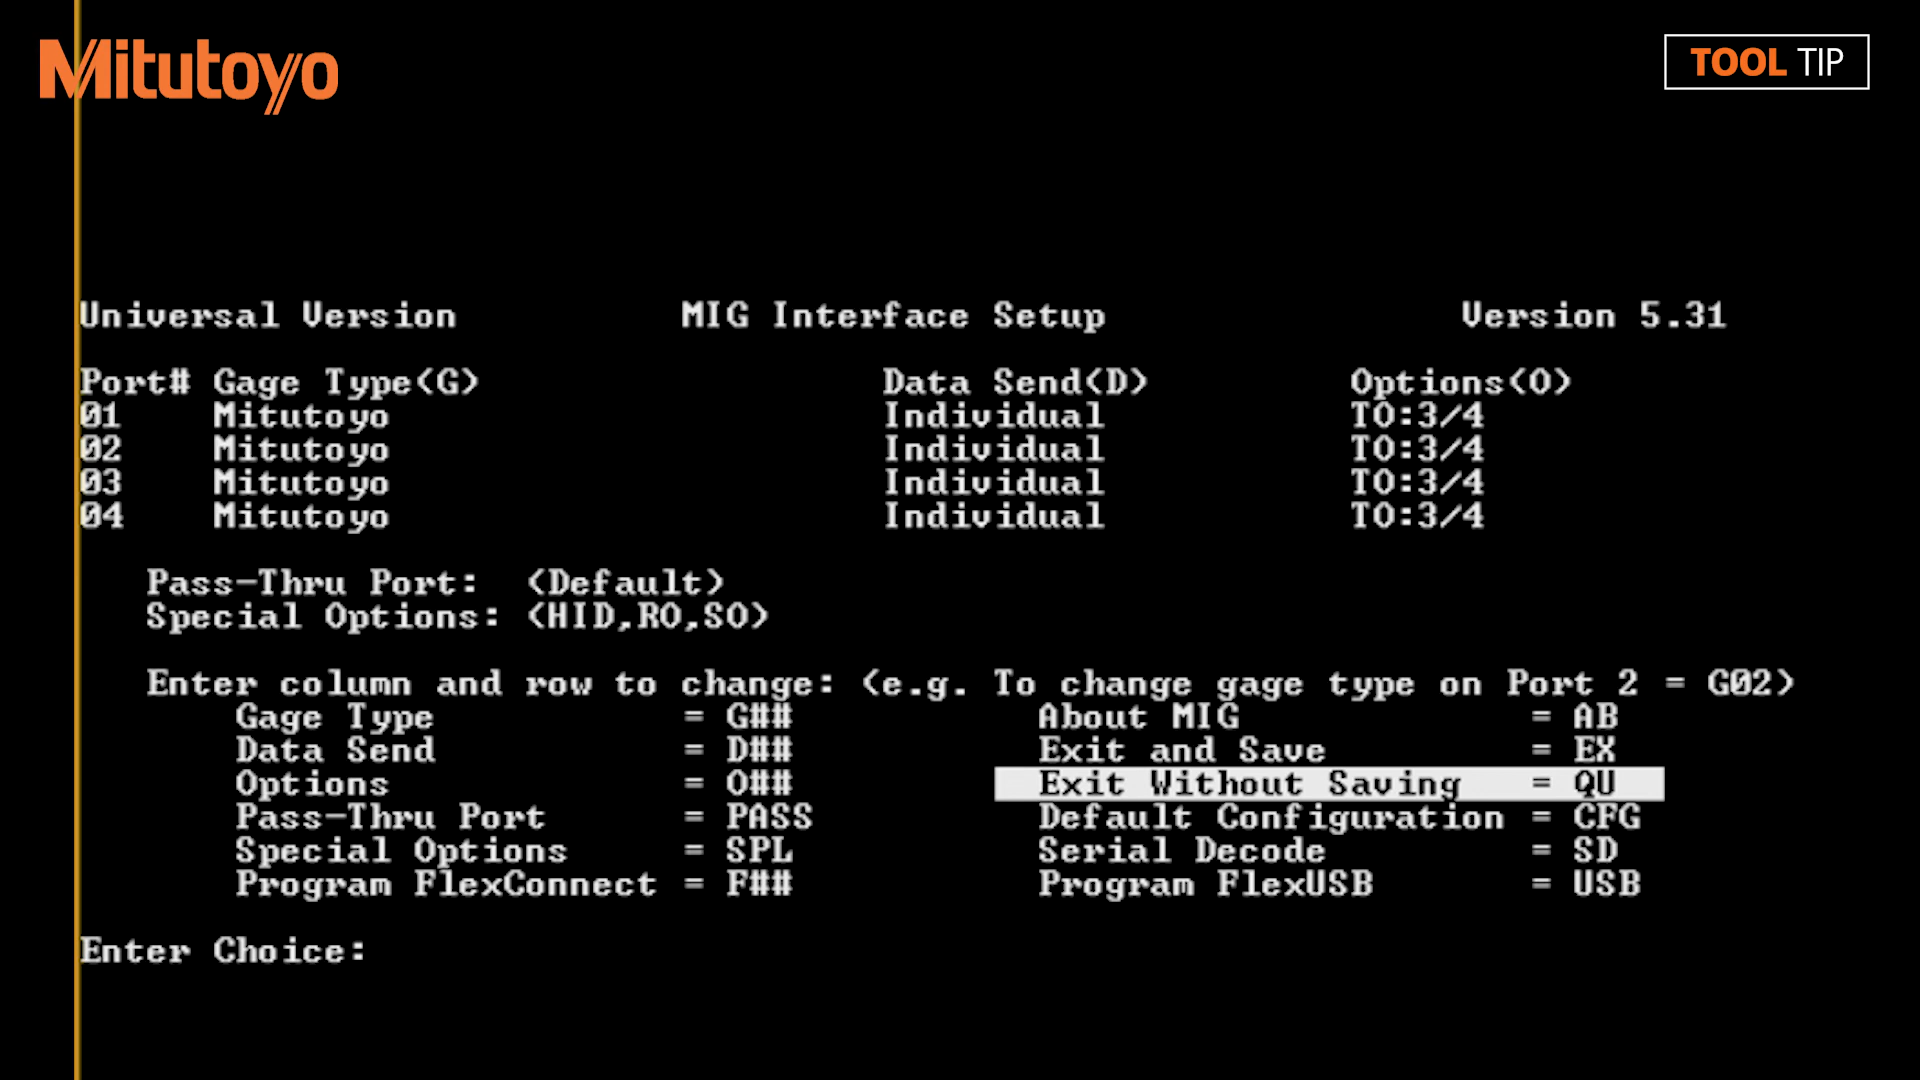 Mitutoyo
TOOL TIP
Universal Version MIG Interface Setup Version 5.31
Port# Gage Type(G) Data Send(D) Options(O)
01 Mitutoyo Individual TO:3/4
02 Mitutoyo Individual TO:3/4
03 Mitutoyo Individual TO:3/4
04 Mitutoyo Individual TO:3/4
Pass-Thru Port: (Default)
Special Options: (HID,RO,SO)
Enter column and row to change: (e.g. To change gage type on Port 2 = G02)
Gage Type = G## About MIG = AB
Data Send = D## Exit and Save = EX
Options = O## Exit Without Saving = QU
Pass-Thru Port = PASS Default Configuration = CFG
Special Options = SPL Serial Decode = SD
Program FlexConnect = F## Program FlexUSB = USB
Enter Choice: